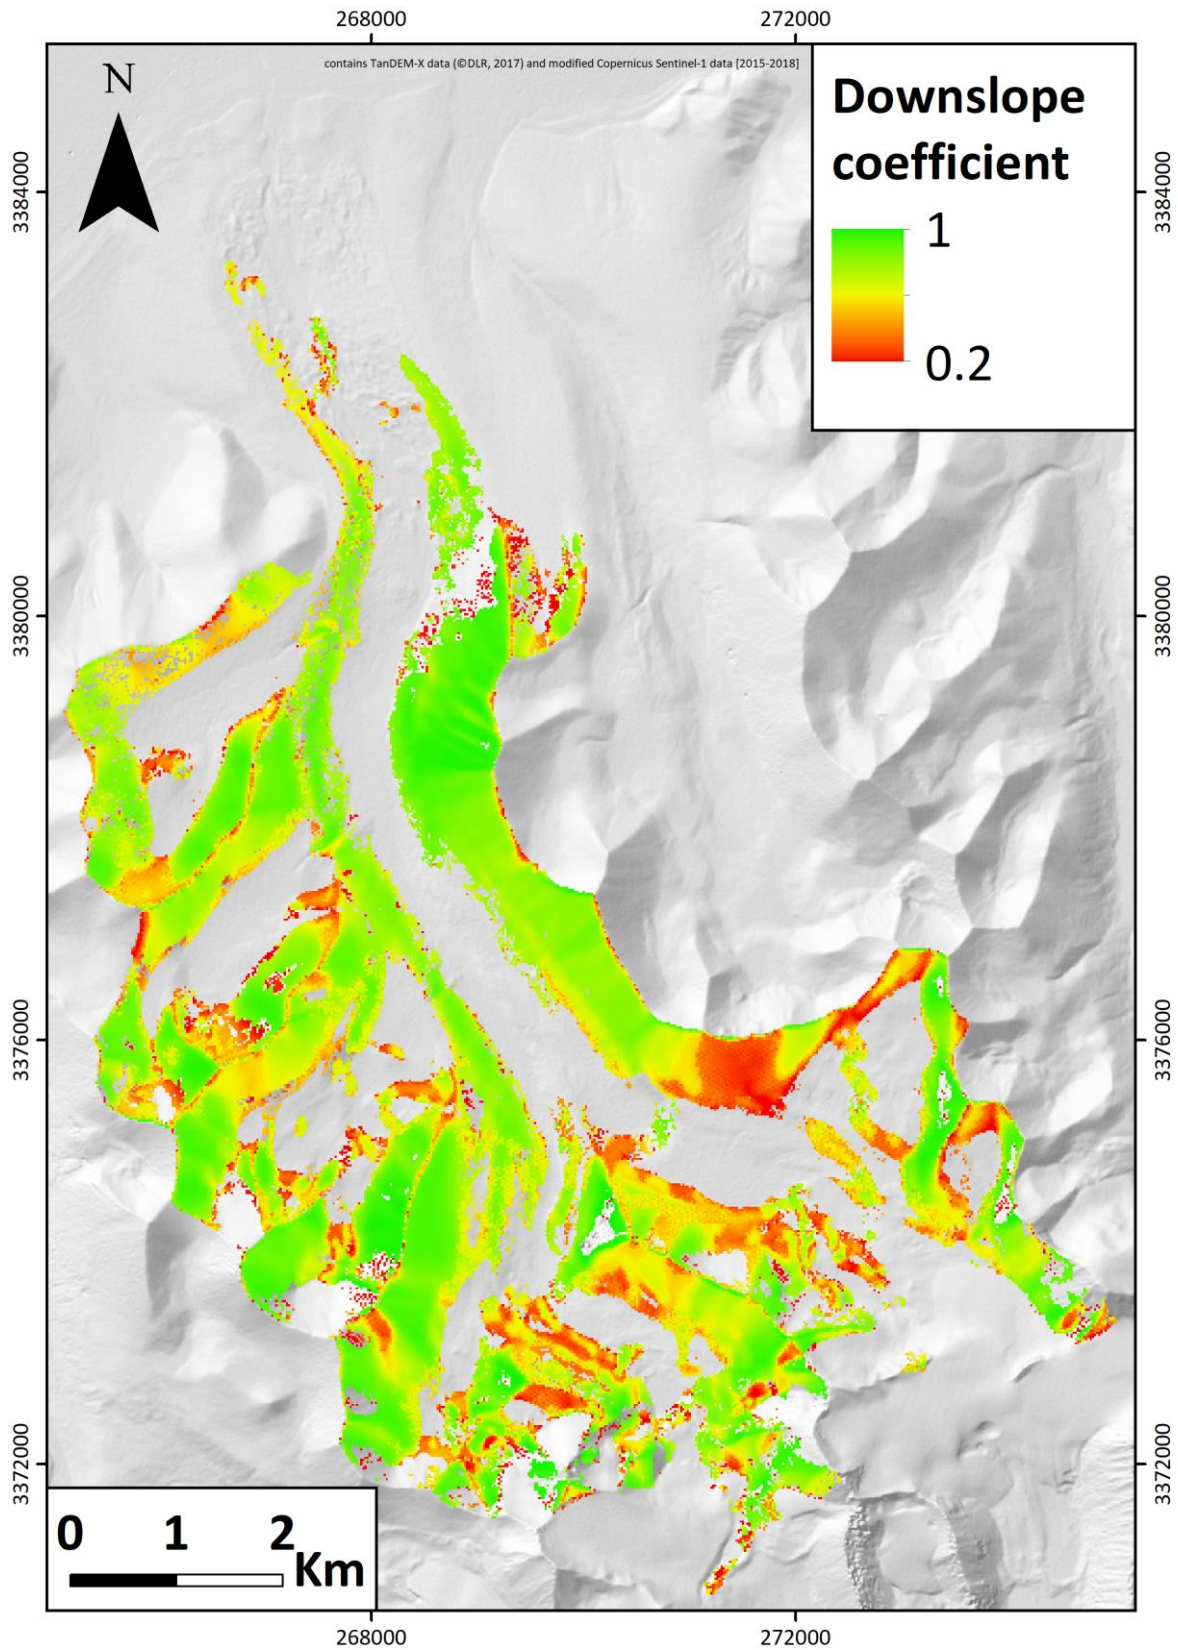 268000
272000
contains TanDEM-X data (©DLR, 2017) and modified Copernicus Sentinel-1 data [2015-2018]
N
Downslope
coefficient
1
0.2
3384000
3384000
3380000
3380000
3376000
3376000
3372000
3372000
0 1 2
Km
268000
272000